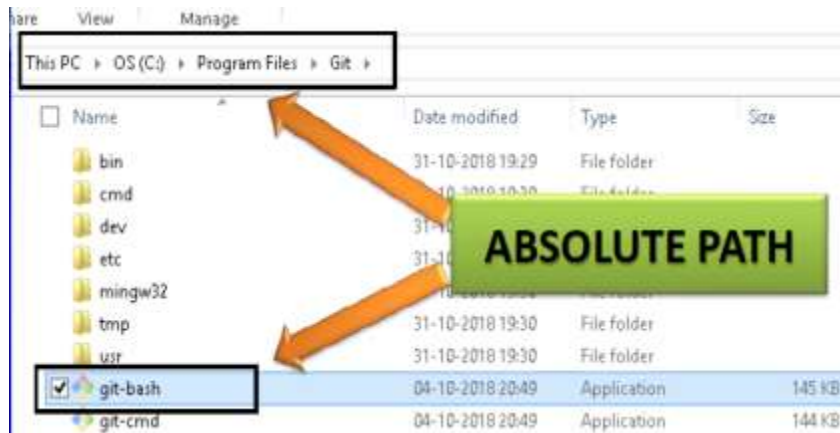 View Manage
This PC › OS (C:) › Program Files › Git ›
Name Date modified Type Size
bin 31-10-2018 19:29 File folder
cmd
dev
etc
ABSOLUTE PATH
mingw32
tmp 31-10-2018 19:30 File folder
usr 31-10-2018 19:30 File folder
git-bash 04-10-2018 20:49 Application 145 KB
git-cmd 04-10-2018 20:49 Application 144 KB